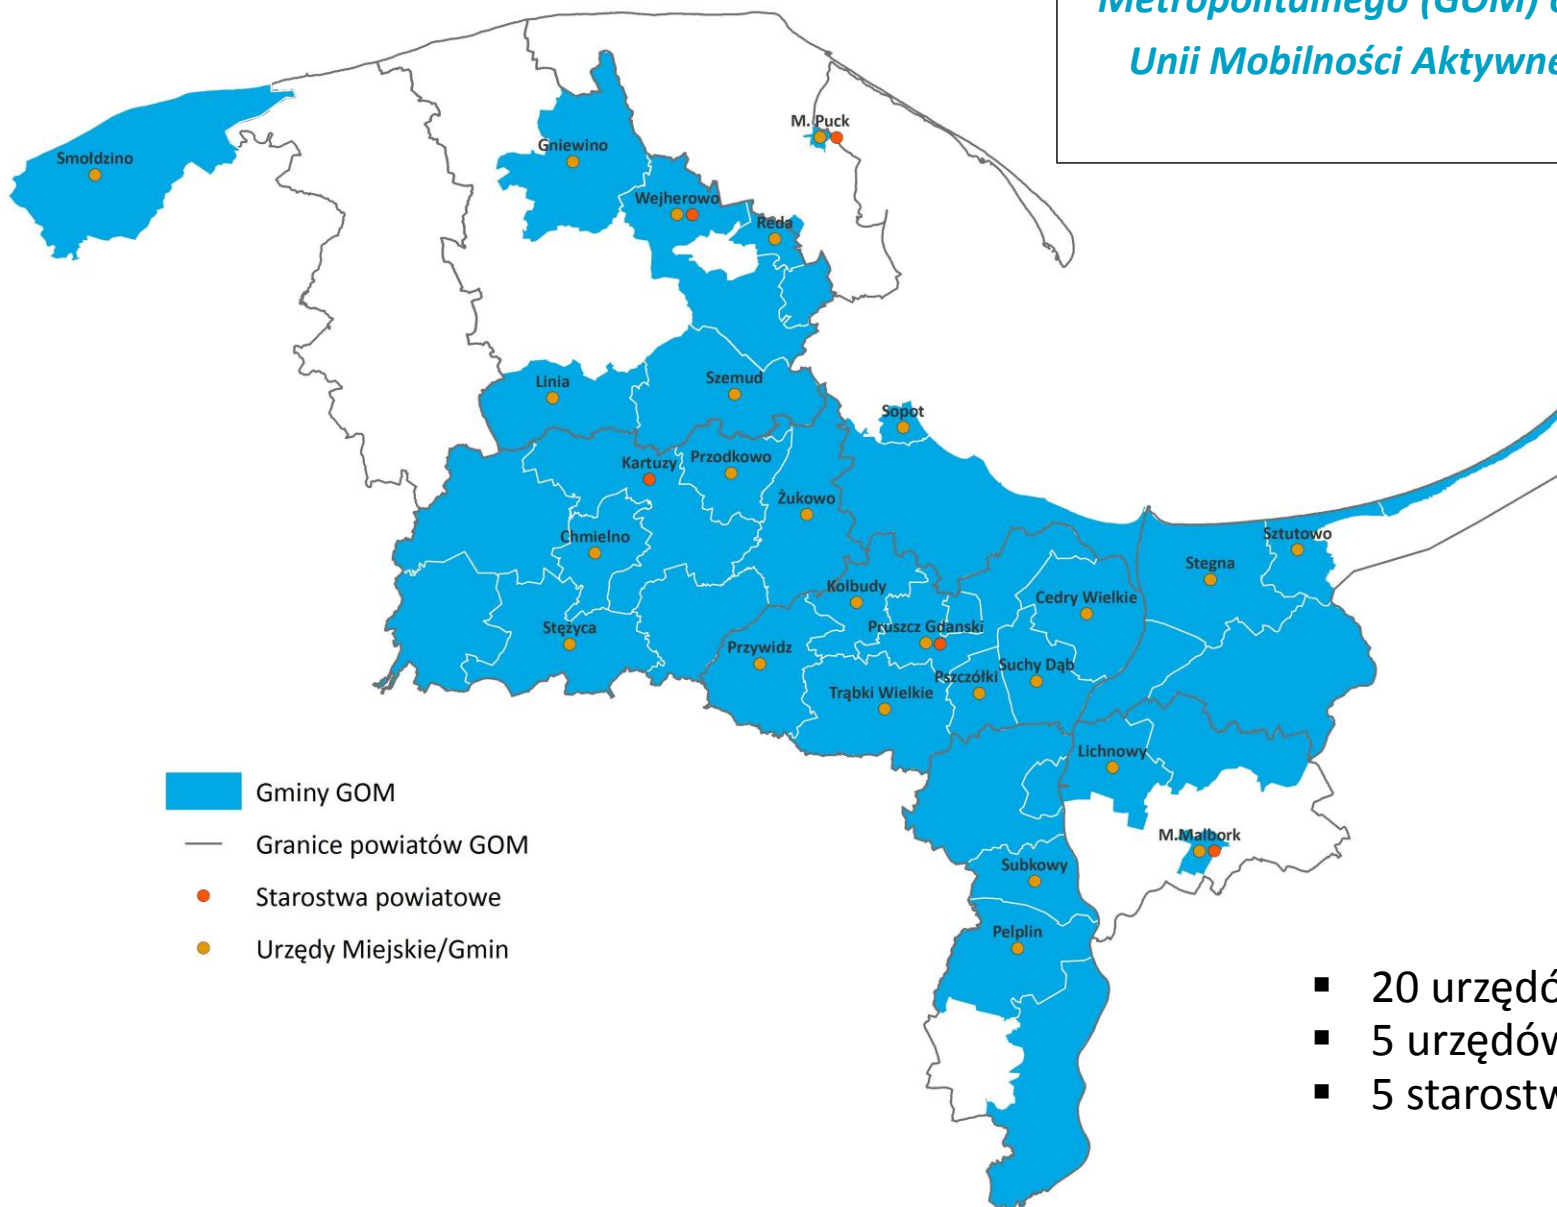 Metropolitalnego (GOM)
Unii Mobilności Aktywne
M. Puck
Gniewino
Smołdzino
Wejherowo
Reda
Linia
Szemud
Sopot
Kartuzy
Przodkowo
Żukowo
Chmielno
Sztutowo
Stegna
Kolbudy
Cedry Wielkie
Stężyca
Pruszcz Gdanski
Przywidz
Suchy Dąb
Pszczółki
Trąbki Wielkie
Lichnowy
M.Malbork
Subkowy
Pelplin
Gminy GOM
Granice powiatów GOM
Starostwa powiatowe
Urzędy Miejskie/Gmin
▪ 20 urzędó
▪ 5 urzędów
▪ 5 starostw